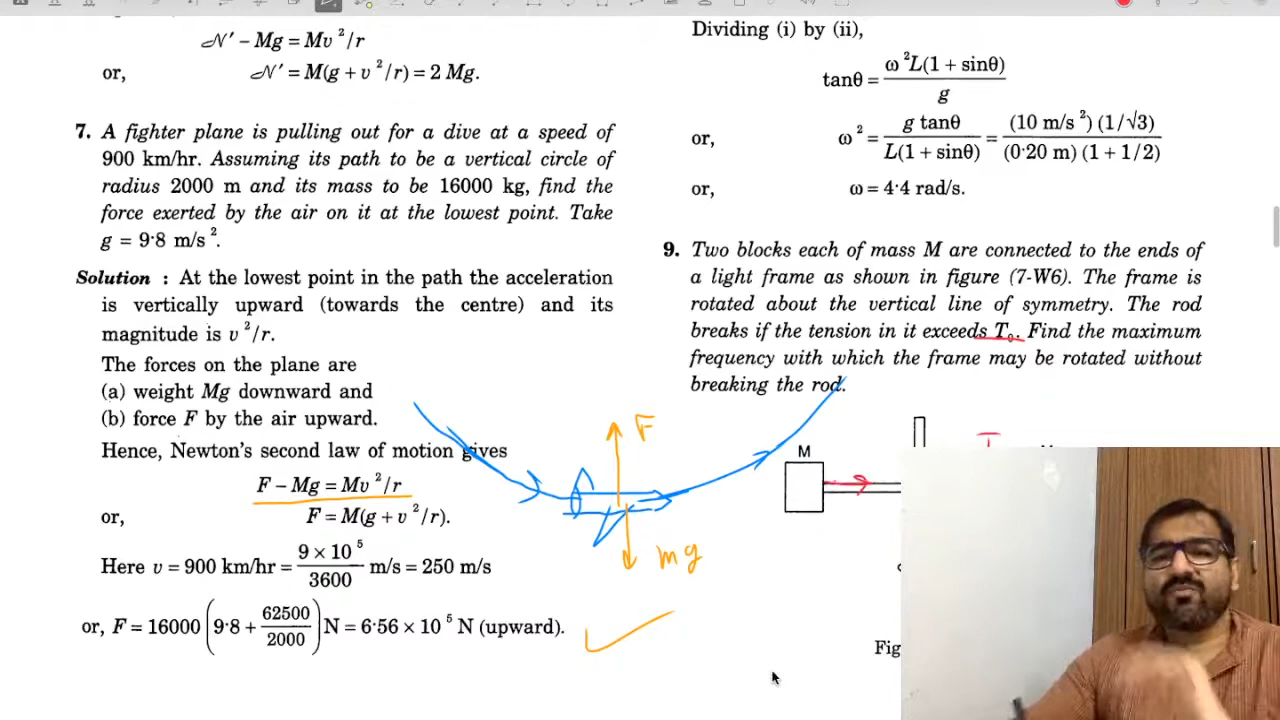 𝒩′ – Mg = Mv²/r
or, 𝒩′ = M(g + v²/r) = 2 Mg.
7. A fighter plane is pulling out for a dive at a speed of
900 km/hr. Assuming its path to be a vertical circle of
radius 2000 m and its mass to be 16000 kg, find the
force exerted by the air on it at the lowest point. Take
g = 9·8 m/s².
Solution : At the lowest point in the path the acceleration
is vertically upward (towards the centre) and its
magnitude is v²/r.
The forces on the plane are
(a) weight Mg downward and
(b) force F by the air upward.
Hence, Newton's second law of motion gives
F – Mg = Mv²/r
or, F = M(g + v²/r).
Here v = 900 km/hr = 9 × 10⁵/3600 m/s = 250 m/s
or, F = 16000 (9·8 + 62500/2000) N = 6·56 × 10⁵ N (upward).
F
mg
Dividing (i) by (ii),
tanθ = ω²L(1 + sinθ)/g
or, ω² = g tanθ/L(1 + sinθ) = (10 m/s²) (1/√3)/(0·20 m) (1 + 1/2)
or, ω = 4·4 rad/s.
9. Two blocks each of mass M are connected to the ends of
a light frame as shown in figure (7-W6). The frame is
rotated about the vertical line of symmetry. The rod
breaks if the tension in it exceeds T₀. Find the maximum
frequency with which the frame may be rotated without
breaking the rod.
M
Fig